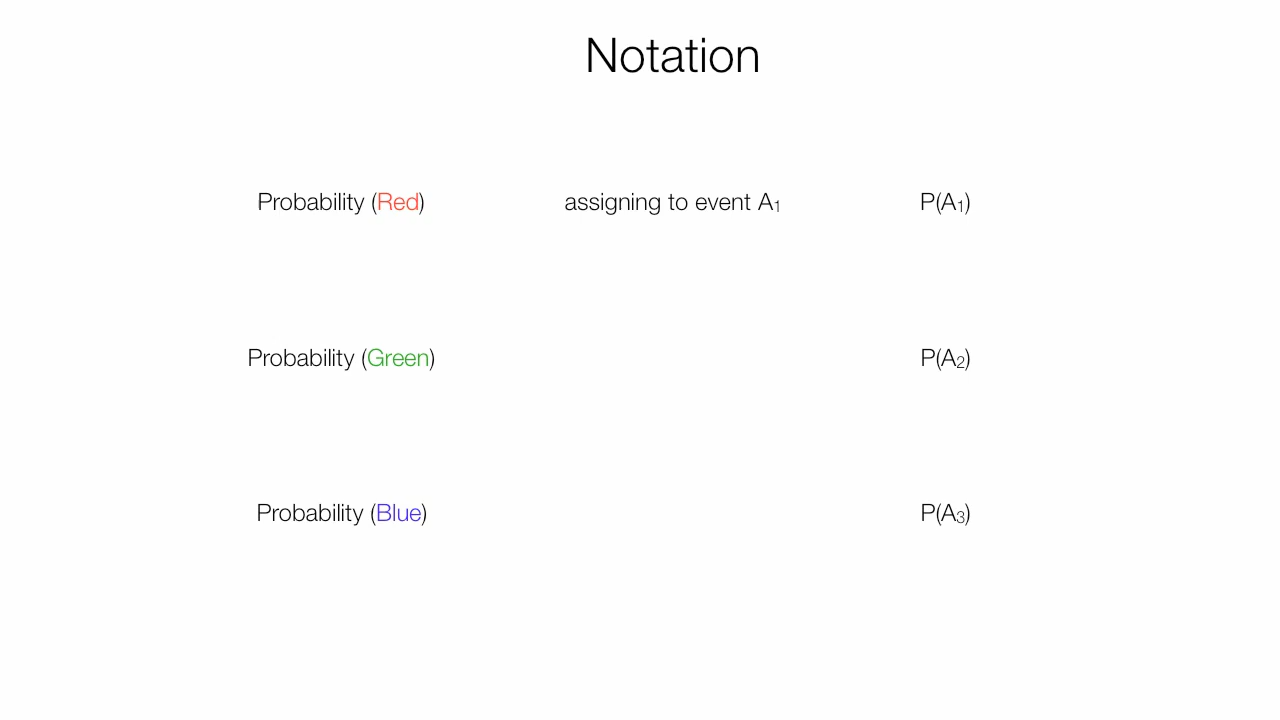 Notation
Probability (Red) assigning to event A₁ P(A₁)
Probability (Green) P(A₂)
Probability (Blue) P(A₃)